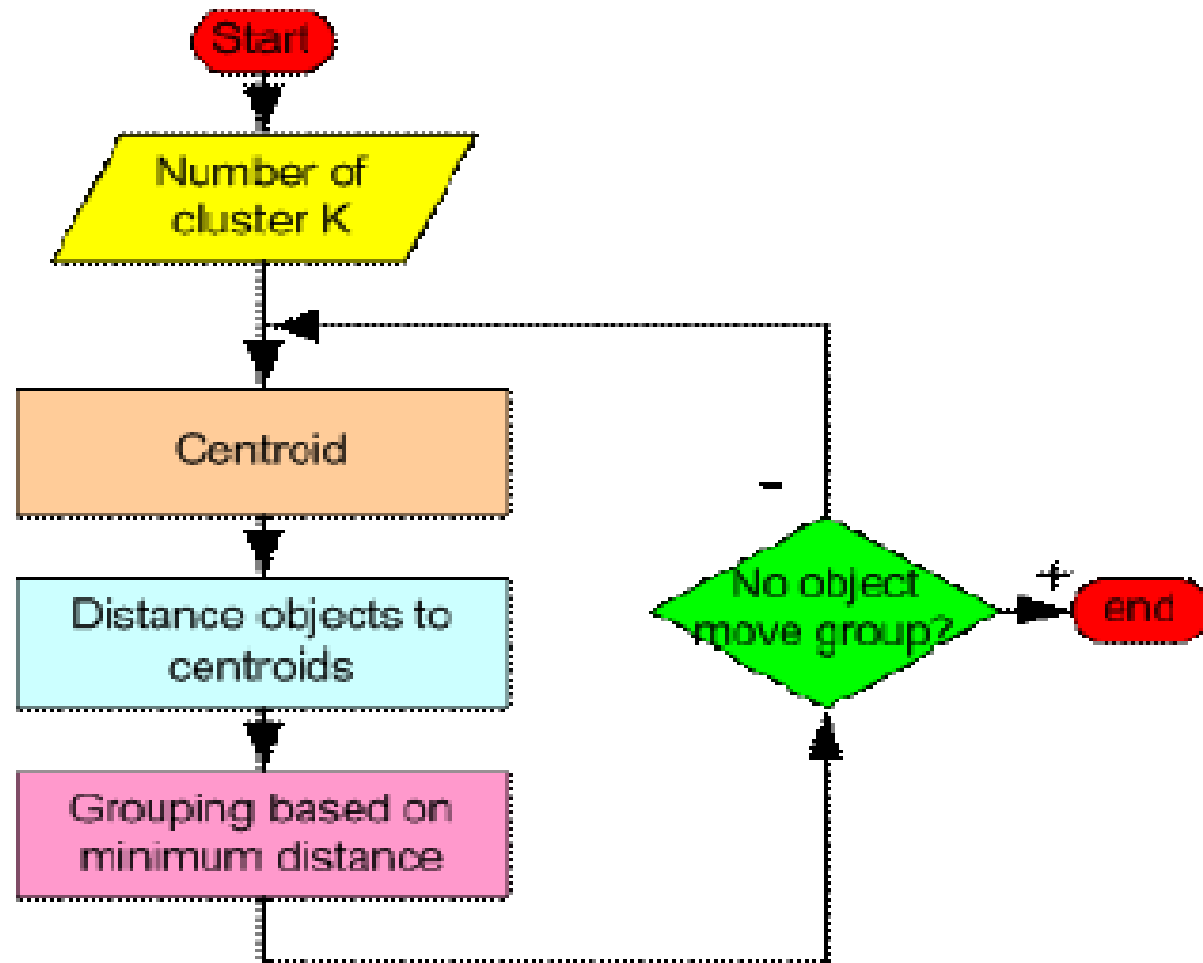 Start
Number of
cluster K
Centroid
Distance objects to
centroids
Grouping based on
minimum distance
-
No object
move group?
+
end